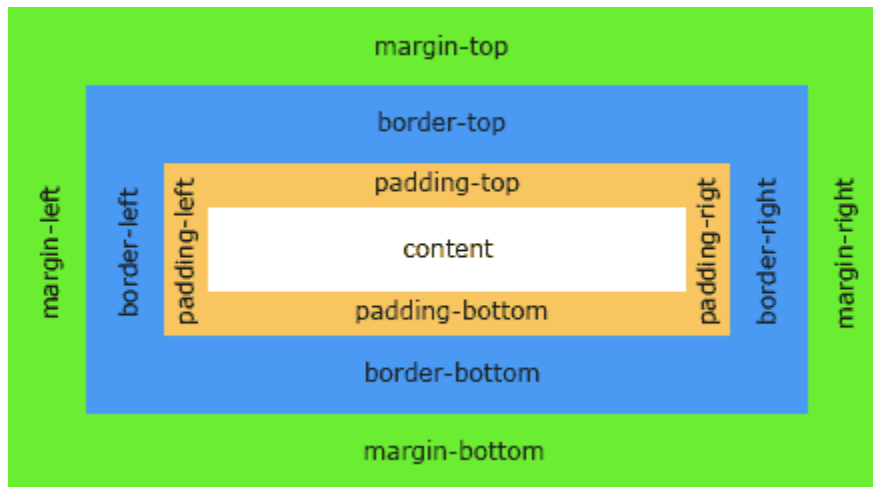 margin-top
border-top
padding-top
margin-left
border-left
padding-left
content
padding-rigt
border-right
margin-right
padding-bottom
border-bottom
margin-bottom